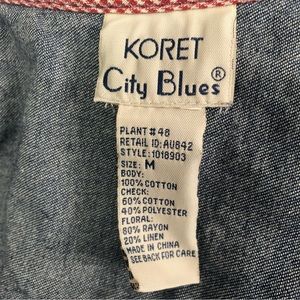 KORET
City Blues®
PLANT # 48
RETAIL ID: AU842
STYLE: 1018903
SIZE: M
BODY:
100% COTTON
CHECK:
60% COTTON
40% POLYESTER
FLORAL:
80% RAYON
20% LINEN
MADE IN CHINA
SEE BACK FOR CARE